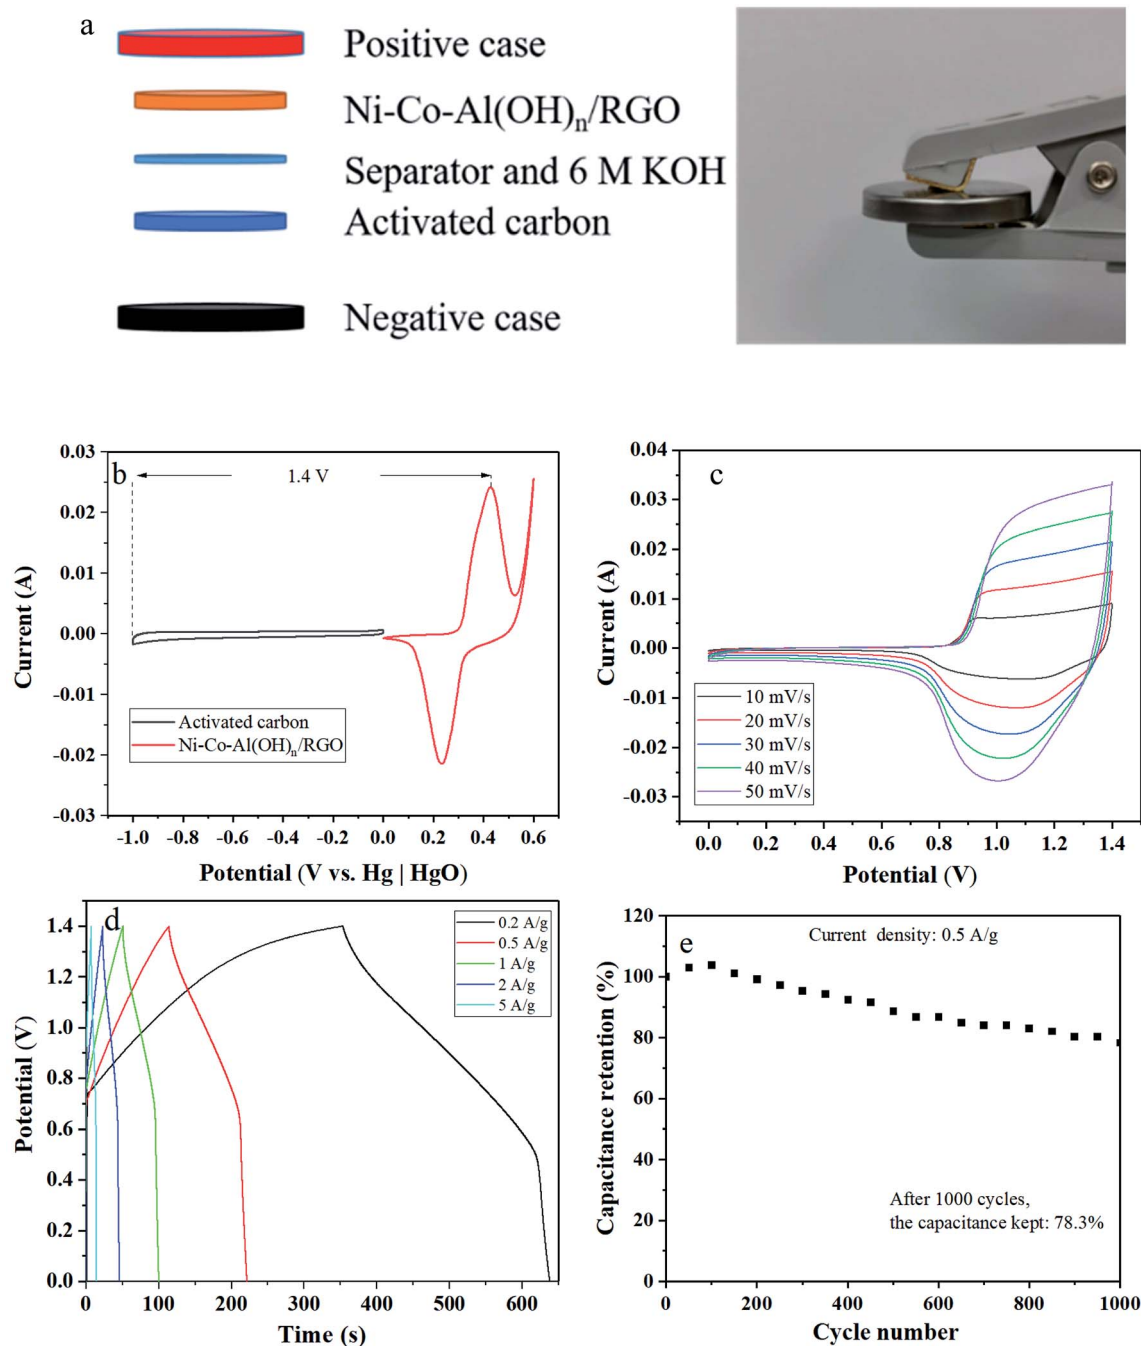 a
Positive case
Ni-Co-Al(OH)n/RGO
Separator and 6 M KOH
Activated carbon
Negative case
b
1.4 V
0.03
0.02
0.01
0.00
-0.01
-0.02
-0.03
Current (A)
Activated carbon
Ni-Co-Al(OH)n/RGO
-1.0 -0.8 -0.6 -0.4 -0.2 0.0 0.2 0.4 0.6
Potential (V vs. Hg | HgO)
c
0.04
0.03
0.02
0.01
0.00
-0.01
-0.02
-0.03
Current (A)
10 mV/s
20 mV/s
30 mV/s
40 mV/s
50 mV/s
0.0 0.2 0.4 0.6 0.8 1.0 1.2 1.4
Potential (V)
d
1.4
1.2
1.0
0.8
0.6
0.4
0.2
0.0
Potential (V)
0.2 A/g
0.5 A/g
1 A/g
2 A/g
5 A/g
0 100 200 300 400 500 600
Time (s)
e
Current density: 0.5 A/g
120
100
80
60
40
20
0
Capacitance retention (%)
After 1000 cycles,
the capacitance kept: 78.3%
0 200 400 600 800 1000
Cycle number